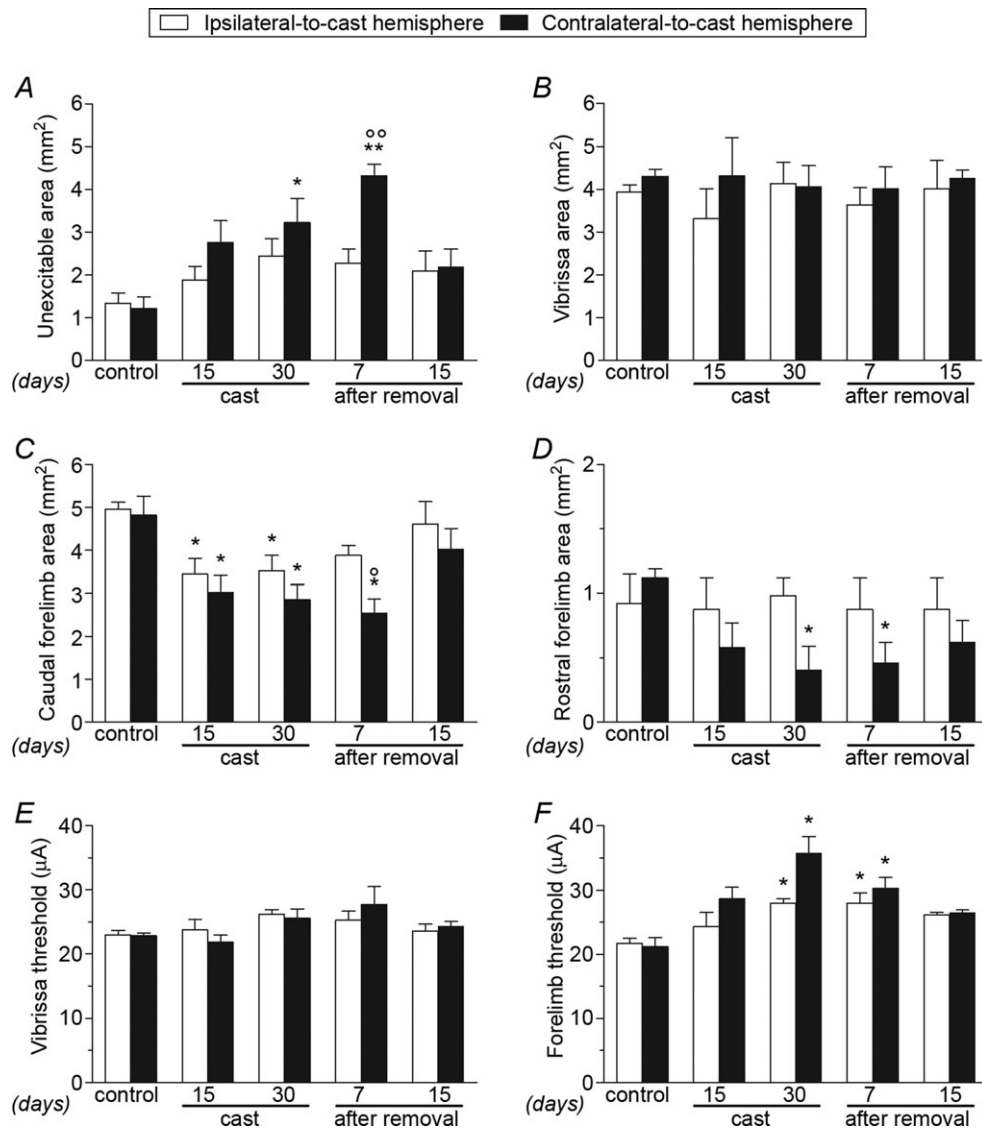 Ipsilateral-to-cast hemisphere Contralateral-to-cast hemisphere
A
Unexcitable area (mm²)
6
5
4
3
2
1
0
*
°°
**
control 15 30 7 15
(days) cast after removal
B
Vibrissa area (mm²)
6
5
4
3
2
1
0
control 15 30 7 15
(days) cast after removal
C
Caudal forelimb area (mm²)
6
5
4
3
2
1
0
* * * * ° *
control 15 30 7 15
(days) cast after removal
D
Rostral forelimb area (mm²)
2
1
0
* *
control 15 30 7 15
(days) cast after removal
E
Vibrissa threshold (µA)
40
30
20
10
0
control 15 30 7 15
(days) cast after removal
F
Forelimb threshold (µA)
40
30
20
10
0
* * * *
control 15 30 7 15
(days) cast after removal